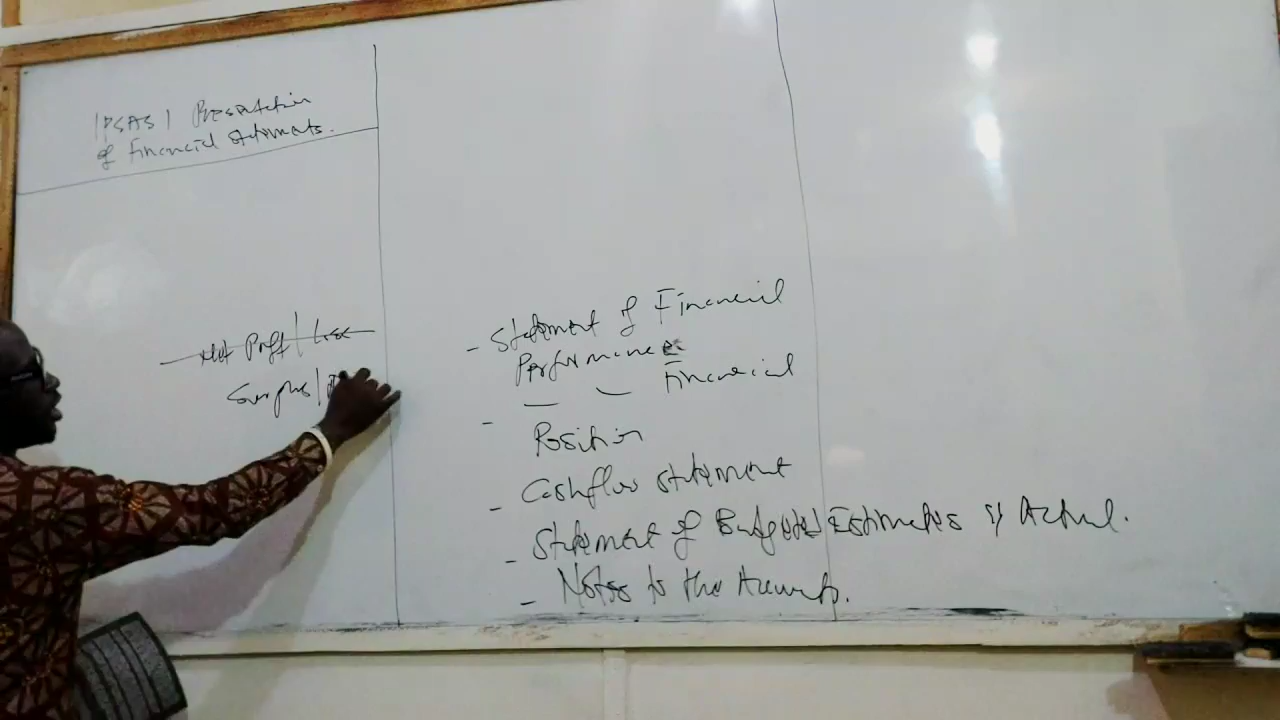 IPSAS 1 Presentation
of Financial Statements.
Net Profit/Loss
Surplus/
- Statement of Financial
Performance
- — ‿ Financial
Position
- Cashflow statement
- Statement of Budgeted Estimates & Actual.
- Notes to the Accounts.